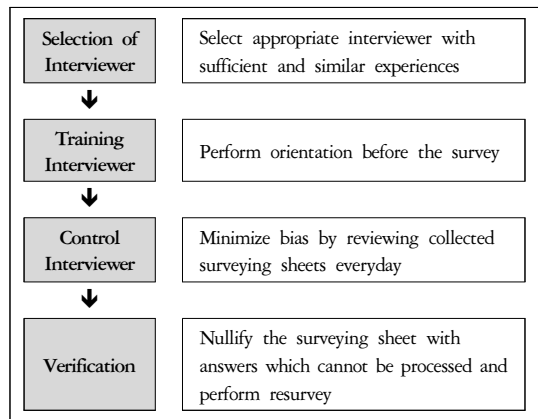 Selection of
Interviewer
Select appropriate interviewer with
sufficient and similar experiences
Training
Interviewer
Perform orientation before the survey
Control
Interviewer
Minimize bias by reviewing collected
surveying sheets everyday
Verification
Nullify the surveying sheet with
answers which cannot be processed and
perform resurvey